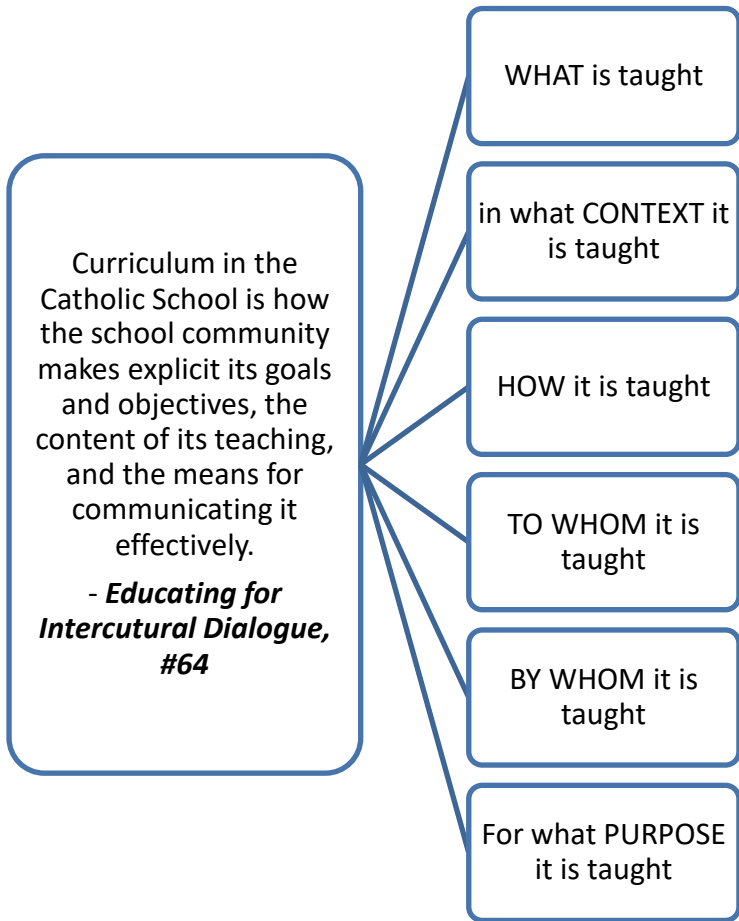 Curriculum in the
Catholic School is how
the school community
makes explicit its goals
and objectives, the
content of its teaching,
and the means for
communicating it
effectively.
- Educating for
Intercutural Dialogue,
#64
WHAT is taught
in what CONTEXT it
is taught
HOW it is taught
TO WHOM it is
taught
BY WHOM it is
taught
For what PURPOSE
it is taught